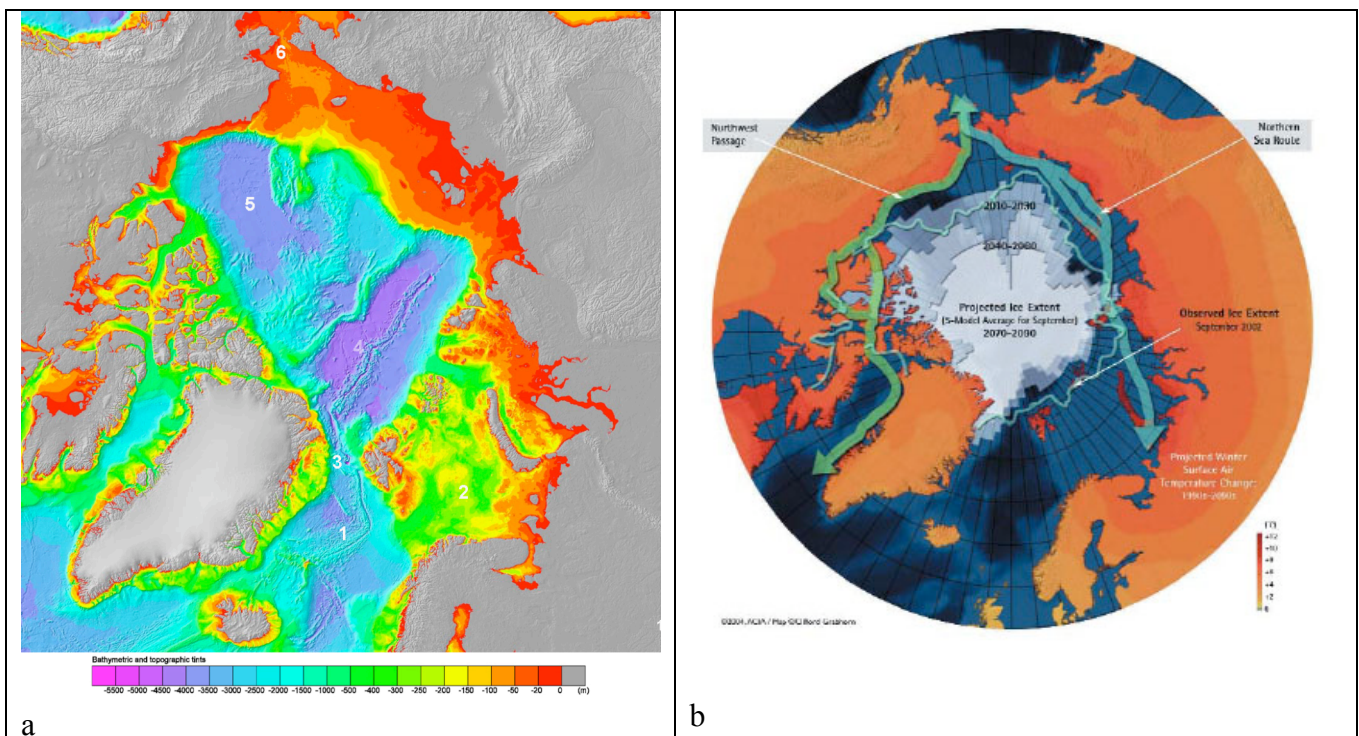 6
5
4
3
2
1
1
Bathymetric and topographic tints
-5500 -5000 -4500 -4000 -3500 -3000 -2500 -2000 -1500 -1000 -500 -400 -300 -250 -200 -150 -100 -50 -20 0 (m)
a
Northwest
Passage
Northern
Sea Route
2010–2030
2040–2060
Projected Ice Extent
(5-Model Average for September)
2070–2090
Observed Ice Extent
September 2002
Projected Winter
Surface Air
Temperature Change:
1990s–2090s
+12
+10
+8
+6
+4
+2
0
©2004, ACIA / Map ©Clifford Grabhorn
b